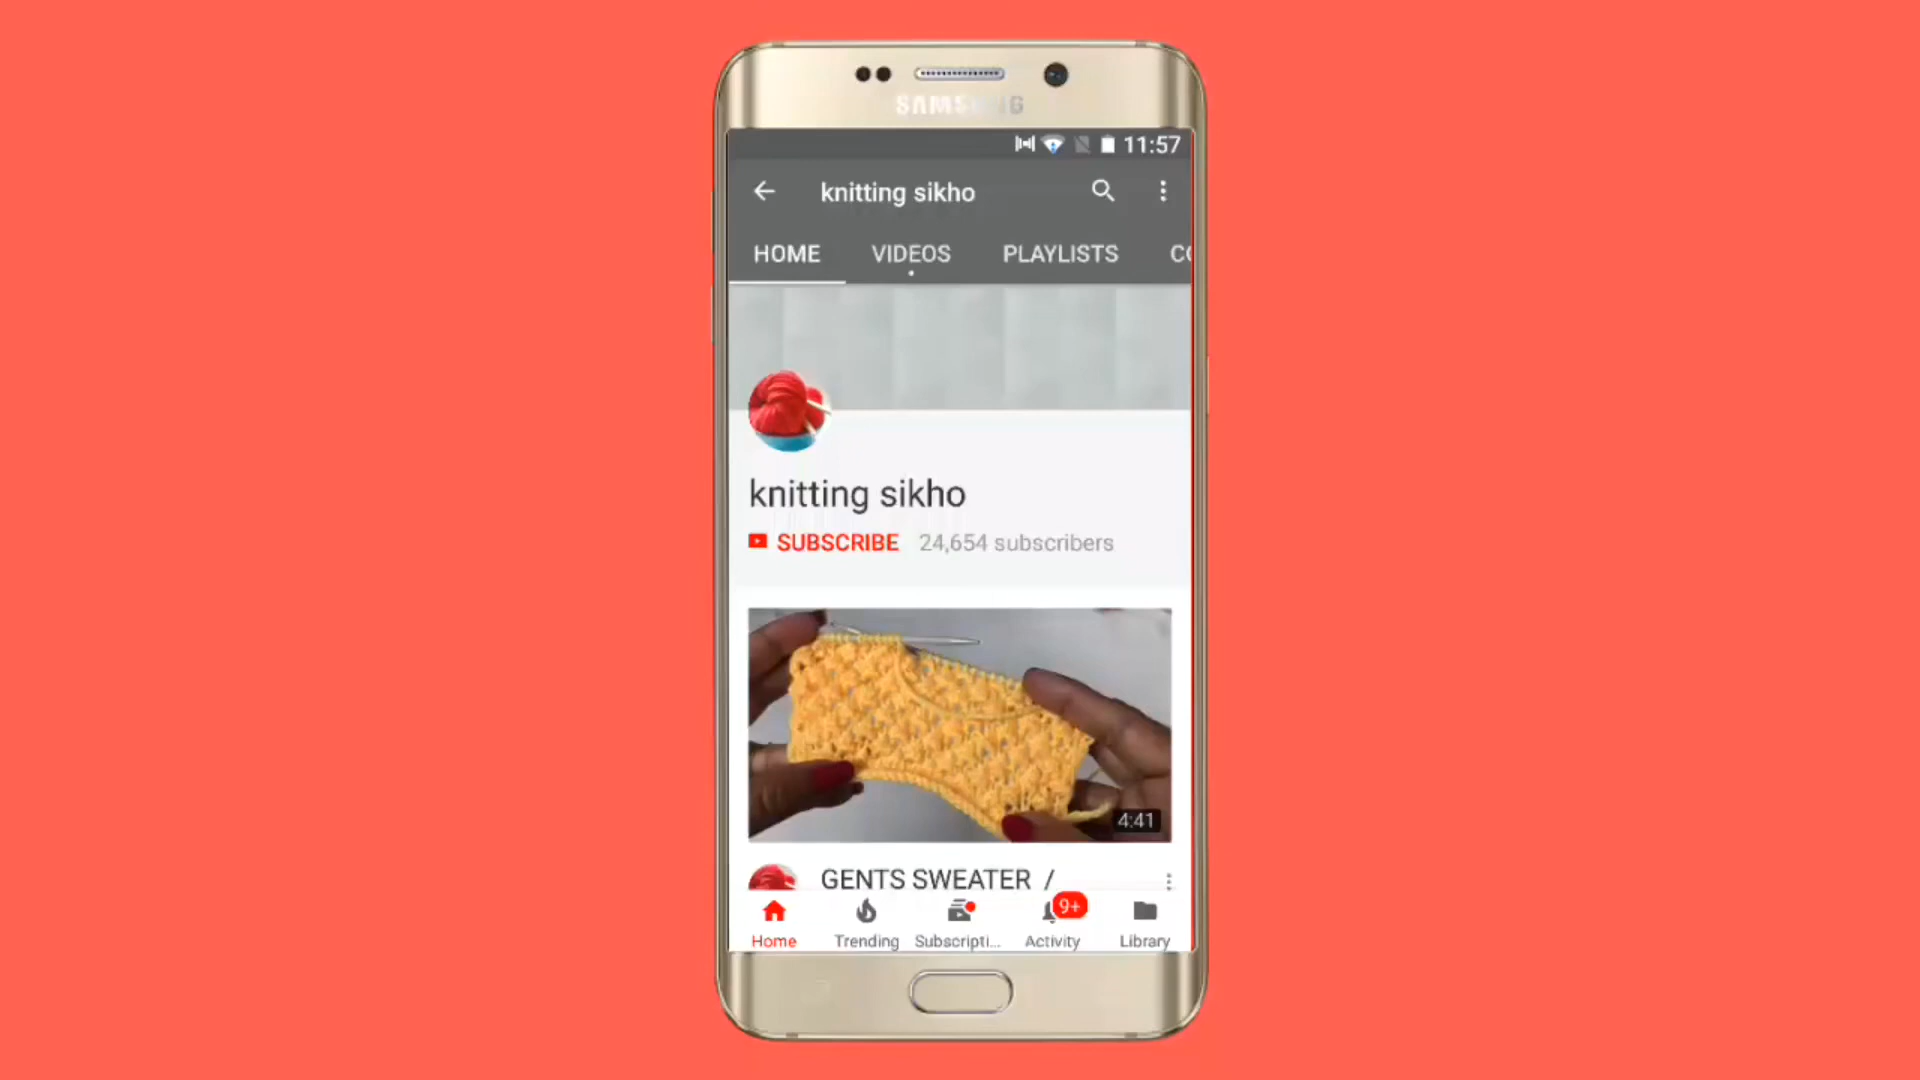 SAMSUNG
11:57
knitting sikho
HOME VIDEOS PLAYLISTS
knitting sikho
SUBSCRIBE 24,654 subscribers
4:41
GENTS SWEATER /
9+
Home Trending Subscripti... Activity Library